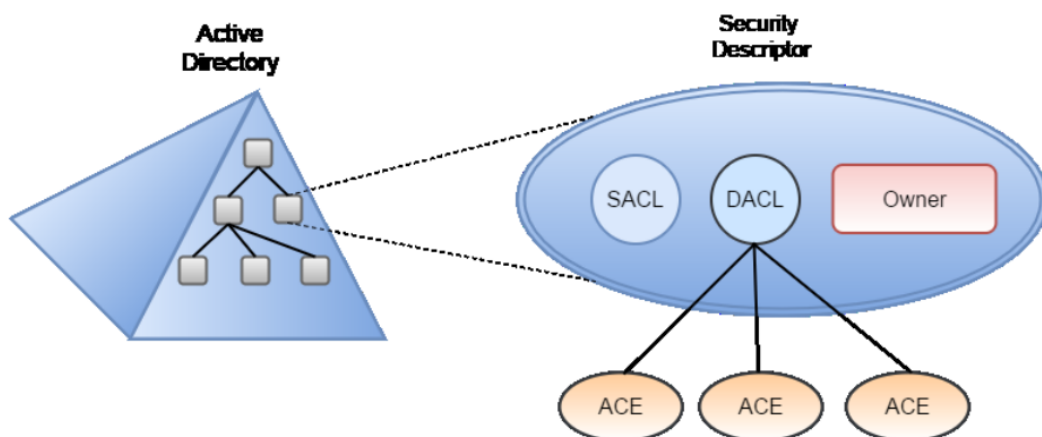 Active
Directory
Security
Descriptor
SACL
DACL
Owner
ACE
ACE
ACE